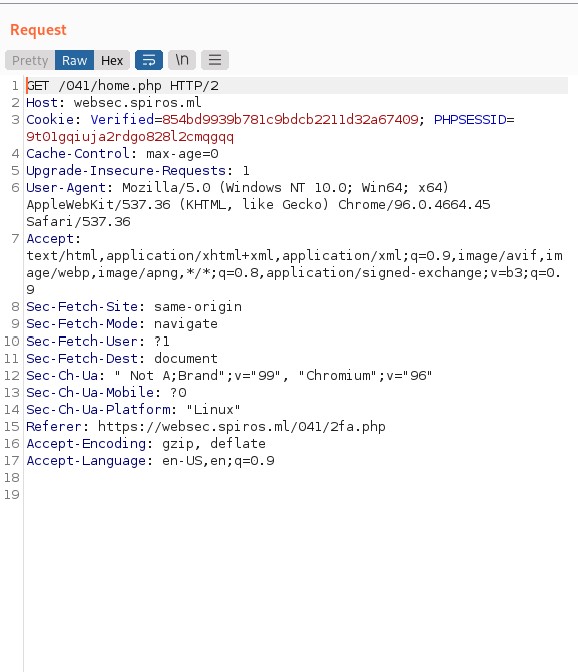 Request
Pretty Raw Hex \n
1 GET /041/home.php HTTP/2
2 Host: websec.spiros.ml
3 Cookie: Verified=854bd9939b781c9bdcb2211d32a67409; PHPSESSID=
9t01gqiuja2rdgo828l2cmqgqq
4 Cache-Control: max-age=0
5 Upgrade-Insecure-Requests: 1
6 User-Agent: Mozilla/5.0 (Windows NT 10.0; Win64; x64)
AppleWebKit/537.36 (KHTML, like Gecko) Chrome/96.0.4664.45
Safari/537.36
7 Accept:
text/html,application/xhtml+xml,application/xml;q=0.9,image/avif,im
age/webp,image/apng,*/*;q=0.8,application/signed-exchange;v=b3;q=0.
9
8 Sec-Fetch-Site: same-origin
9 Sec-Fetch-Mode: navigate
10 Sec-Fetch-User: ?1
11 Sec-Fetch-Dest: document
12 Sec-Ch-Ua: " Not A;Brand";v="99", "Chromium";v="96"
13 Sec-Ch-Ua-Mobile: ?0
14 Sec-Ch-Ua-Platform: "Linux"
15 Referer: https://websec.spiros.ml/041/2fa.php
16 Accept-Encoding: gzip, deflate
17 Accept-Language: en-US,en;q=0.9
18
19